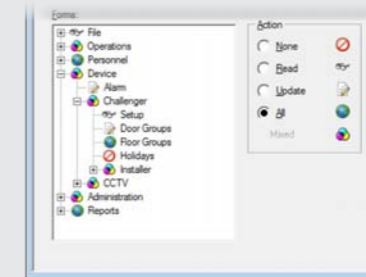 Forms:
File
Operations
Personnel
Device
Alarm
Challenger
Setup
Door Groups
Floor Groups
Holidays
Installer
CCTV
Administration
Reports
Action
None
Read
Update
All
Mixed